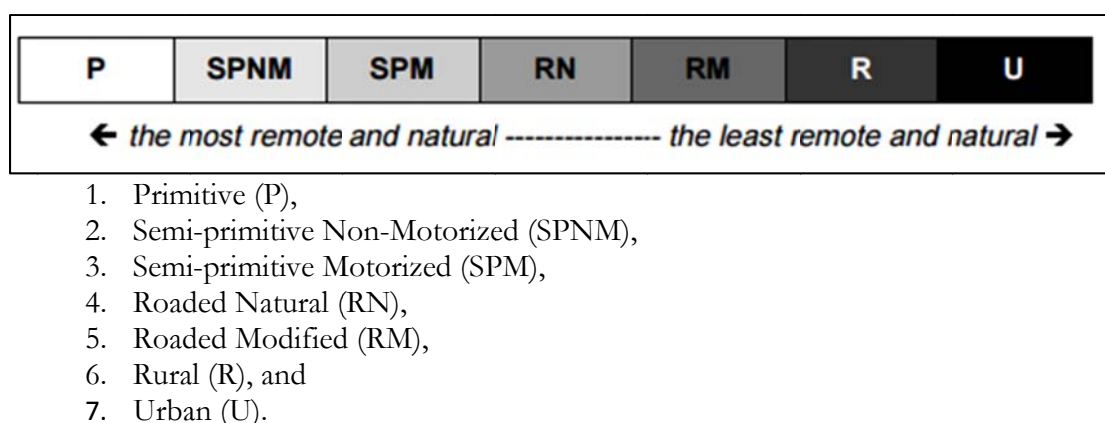 P SPNM SPM RN RM R U
← the most remote and natural ---------------- the least remote and natural →
1. Primitive (P),
2. Semi-primitive Non-Motorized (SPNM),
3. Semi-primitive Motorized (SPM),
4. Roaded Natural (RN),
5. Roaded Modified (RM),
6. Rural (R), and
7. Urban (U).